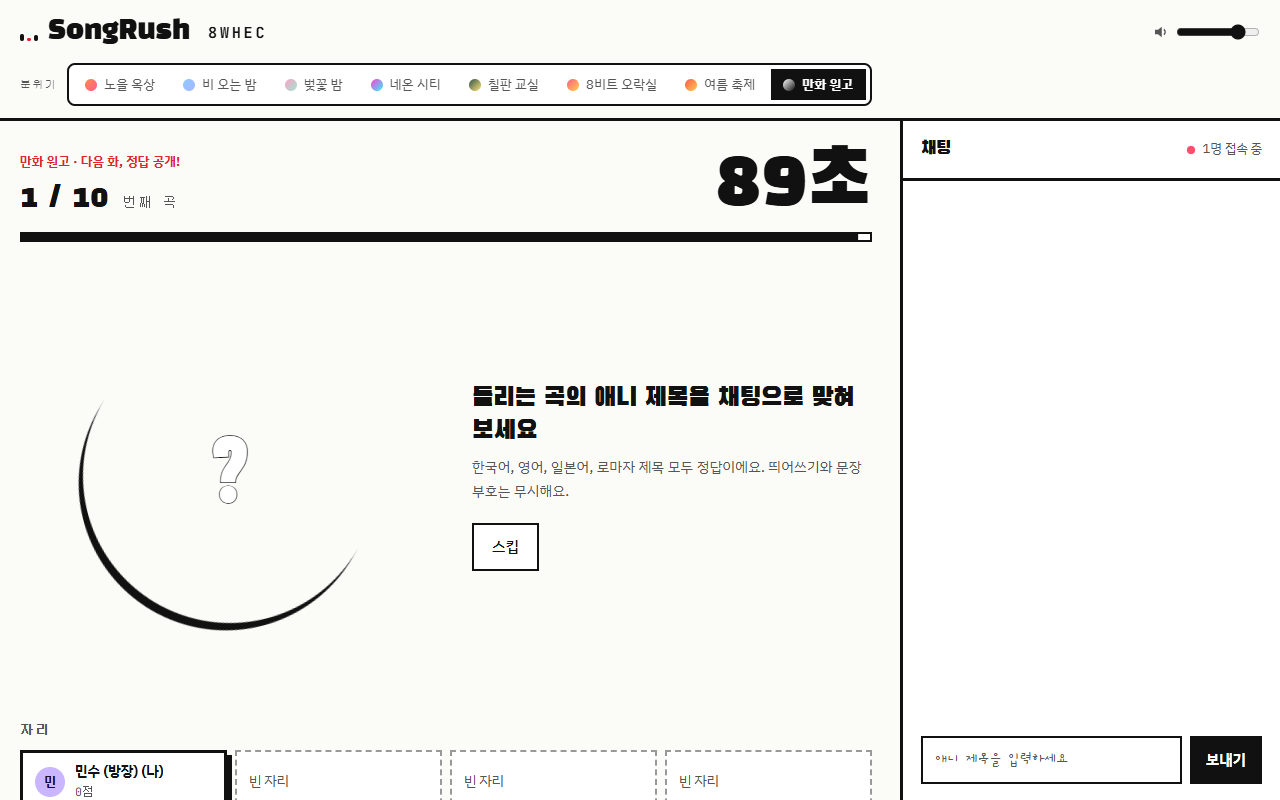 SongRush 8WHEC
분위기 노을 옥상 비 오는 밤 벚꽃 밤 네온 시티 칠판 교실 8비트 오락실 여름 축제 만화 원고
만화 원고 · 다음 화, 정답 공개!
1 / 10 번째 곡
89초
채팅
1명 접속 중
?
들리는 곡의 애니 제목을 채팅으로 맞혀
보세요
한국어, 영어, 일본어, 로마자 제목 모두 정답이에요. 띄어쓰기와 문장
부호는 무시해요.
스킵
자리
민
민수 (방장) (나)
0점
빈 자리
빈 자리
빈 자리
애니 제목을 입력하세요
보내기